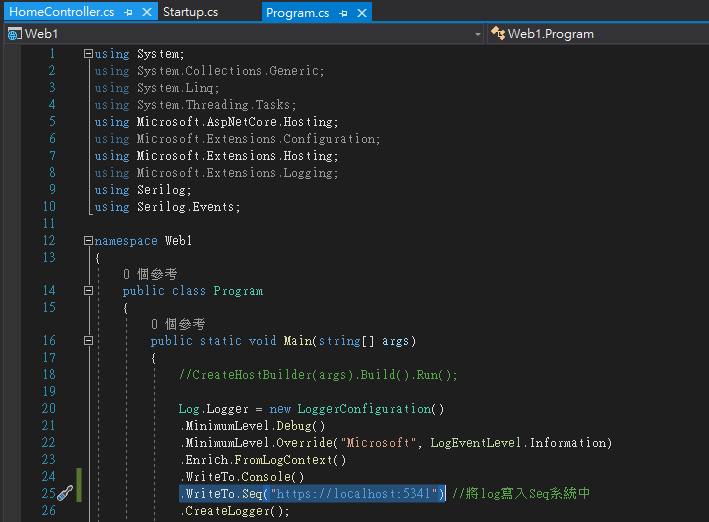 HomeController.cs
Startup.cs
Program.cs
Web1
Web1.Program
1 using System;
2 using System.Collections.Generic;
3 using System.Linq;
4 using System.Threading.Tasks;
5 using Microsoft.AspNetCore.Hosting;
6 using Microsoft.Extensions.Configuration;
7 using Microsoft.Extensions.Hosting;
8 using Microsoft.Extensions.Logging;
9 using Serilog;
10 using Serilog.Events;
11
12 namespace Web1
13 {
0 個參考
14 public class Program
15 {
0 個參考
16 public static void Main(string[] args)
17 {
18 //CreateHostBuilder(args).Build().Run();
19
20 Log.Logger = new LoggerConfiguration()
21 .MinimumLevel.Debug()
22 .MinimumLevel.Override("Microsoft", LogEventLevel.Information)
23 .Enrich.FromLogContext()
24 .WriteTo.Console()
25 .WriteTo.Seq("https://localhost:5341") //將log寫入Seq系統中
26 .CreateLogger();